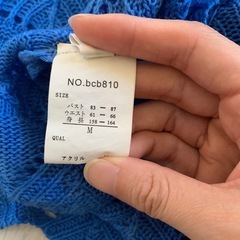 NO.bcb810
SIZE
バスト 83 — 87
ウエスト 61 — 66
身長 158 — 164
M
QUAL
アクリル